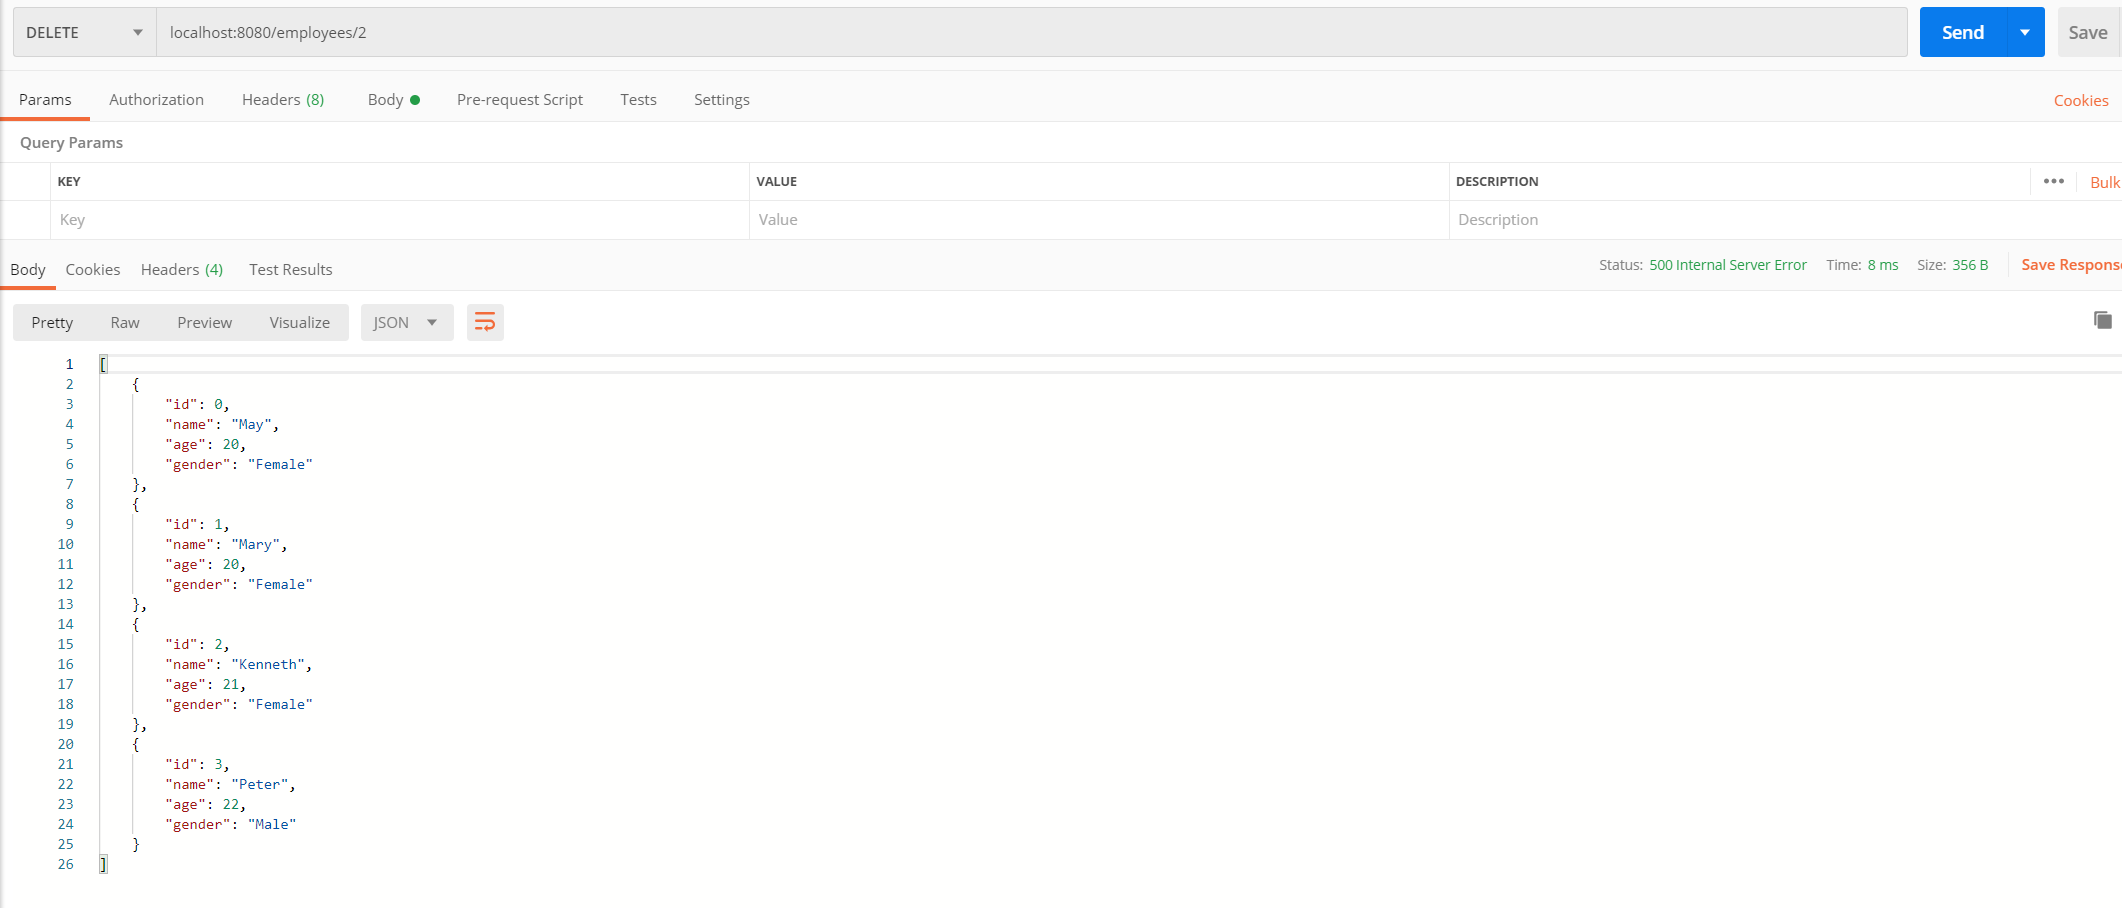 DELETE localhost:8080/employees/2 Send Save
Params Authorization Headers (8) Body Pre-request Script Tests Settings Cookies
Query Params
KEY VALUE DESCRIPTION ••• Bulk
Key Value Description
Body Cookies Headers (4) Test Results Status: 500 Internal Server Error Time: 8 ms Size: 356 B Save Response
Pretty Raw Preview Visualize JSON
1 [
2 {
3 "id": 0,
4 "name": "May",
5 "age": 20,
6 "gender": "Female"
7 },
8 {
9 "id": 1,
10 "name": "Mary",
11 "age": 20,
12 "gender": "Female"
13 },
14 {
15 "id": 2,
16 "name": "Kenneth",
17 "age": 21,
18 "gender": "Female"
19 },
20 {
21 "id": 3,
22 "name": "Peter",
23 "age": 22,
24 "gender": "Male"
25 }
26 ]